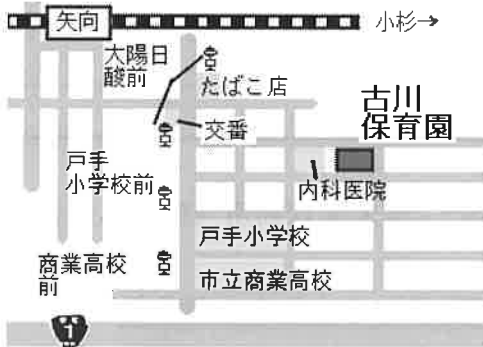 矢向
小杉→
大陽日
酸前
たばこ店
交番
古川
保育園
戸手
小学校前
内科医院
戸手小学校
商業高校
前
市立商業高校
1